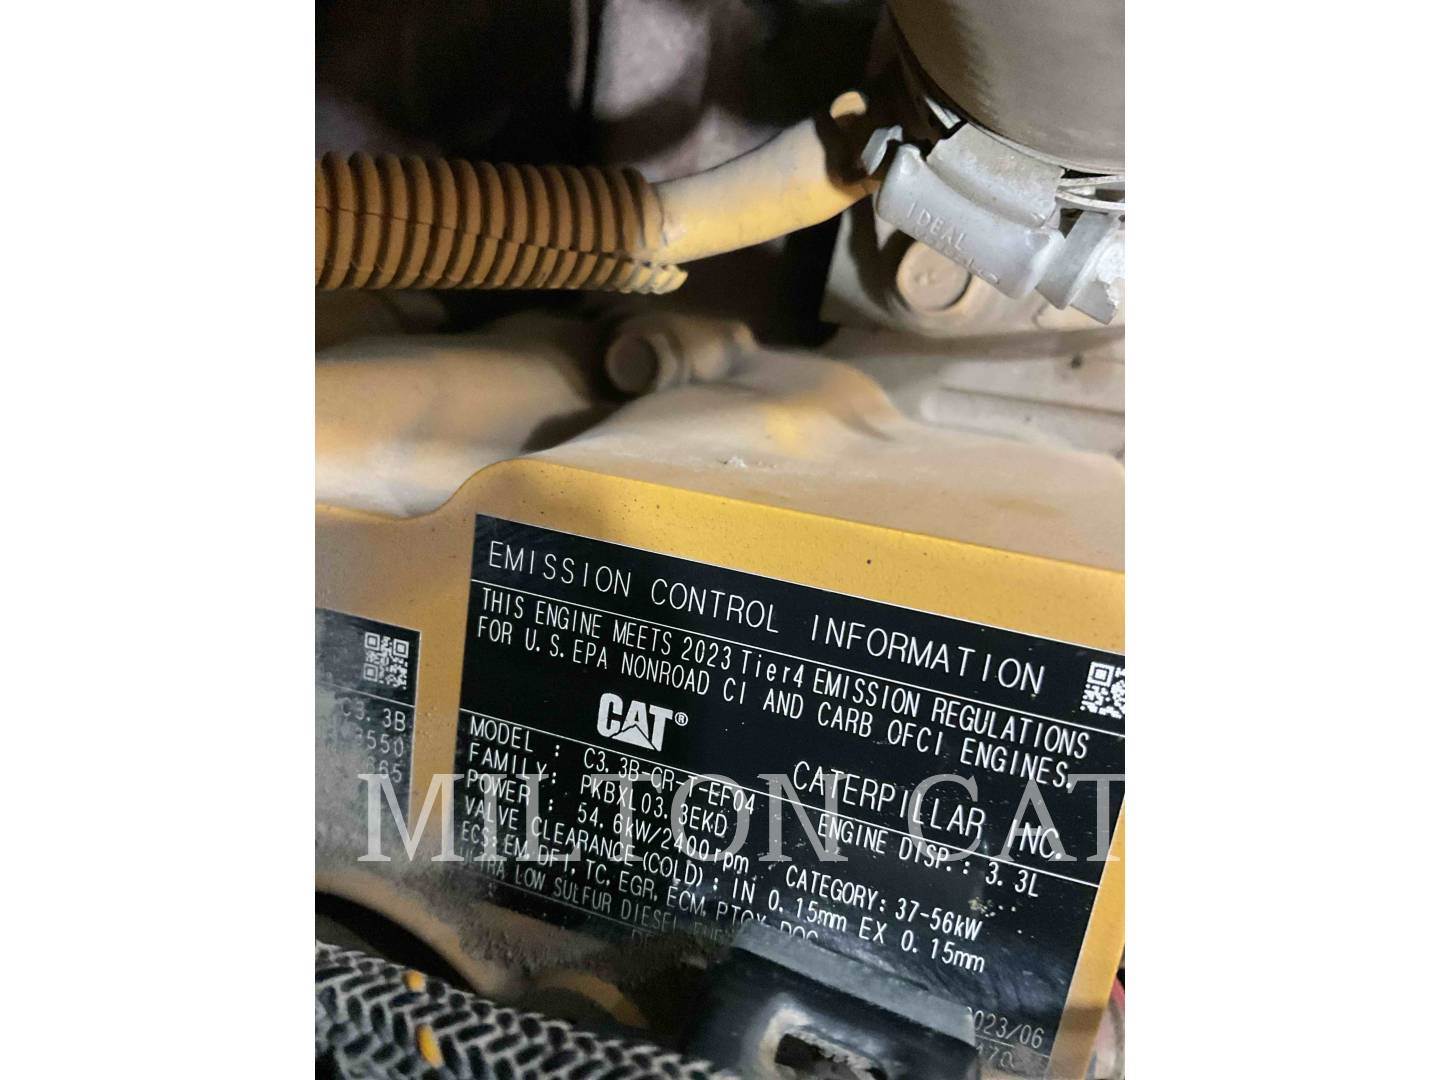 IDEAL
EMISSION CONTROL INFORMATION
THIS ENGINE MEETS 2023 Tier4 EMISSION REGULATIONS
FOR U.S.EPA NONROAD CI AND CARB OFCI ENGINES,
CAT®
CATERPILLAR INC.
MODEL : C3.3B-CR-T-EF04
ENGINE DISP.: 3.3L
FAMILY: PKBXL03.3EKD
POWER : 54.6kW/2400rpm
CATEGORY: 37-56kW
VALVE CLEARANCE (COLD): IN 0.15mm EX 0.15mm
ECS: EM, DFI, TC, EGR, ECM, PTOX, DOC
ULTRA LOW SULFUR DIESEL
2023/06
C3.3B
MILTON CAT